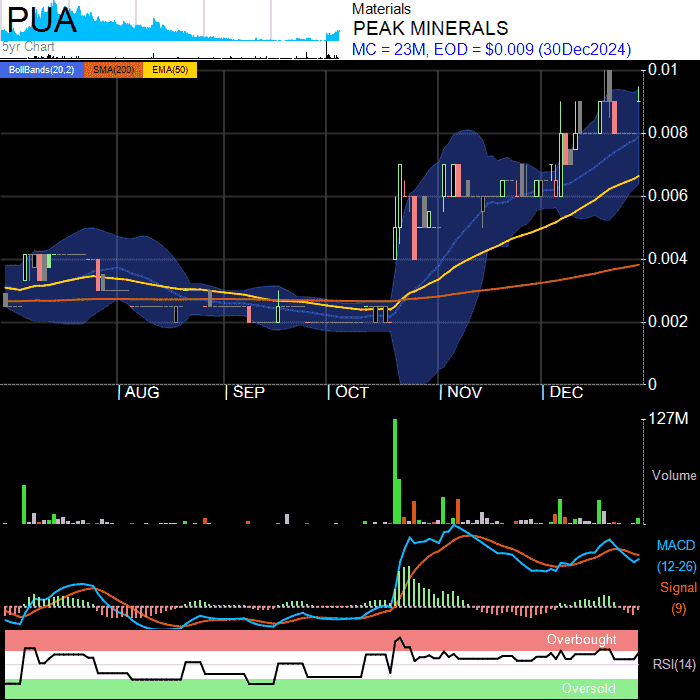 PUA
5yr Chart
Materials
PEAK MINERALS
MC = 23M, EOD = $0.009 (30Dec2024)
BollBands(20,2) SMA(200) EMA(50)
0.01
0.008
0.006
0.004
0.002
0
AUG SEP OCT NOV DEC
127M
Volume
MACD
(12-26)
Signal
(9)
Overbought
RSI(14)
Oversold